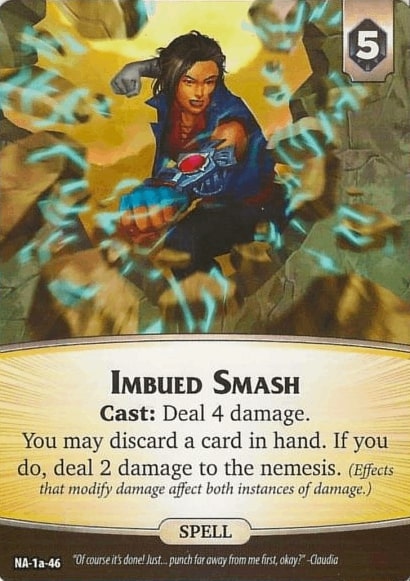 5
IMBUED SMASH
Cast: Deal 4 damage.
You may discard a card in hand. If you
do, deal 2 damage to the nemesis. (Effects
that modify damage affect both instances of damage.)
SPELL
NA-1a-46
"Of course it's done! Just... punch far away from me first, okay?" -Claudia